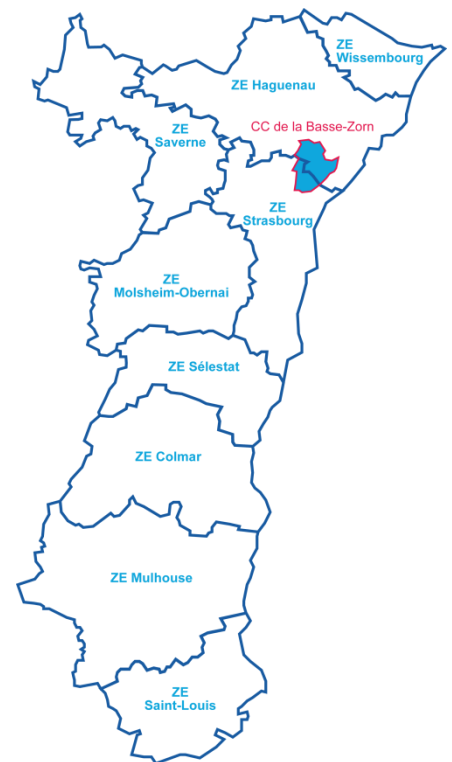 ZE
Wissembourg
ZE Haguenau
CC de la Basse-Zorn
ZE
Saverne
ZE
Strasbourg
ZE
Molsheim-Obernai
ZE Sélestat
ZE Colmar
ZE Mulhouse
ZE
Saint-Louis